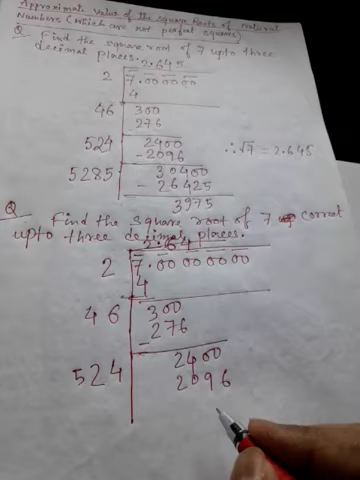 Approximate value of the square Roots of natural
Numbers (which are not perfect squares)
Q Find the square root of 7 upto three
decimal places.
2.645
2 7.00 00 00
4
46 300
276
524 2400
-2096
5285 30400 ∴√7 = 2.645
- 26425
3975
Q Find the square root of 7 correct
upto three decimal places.
2.64
2 7.00 00 00 00
4
46 300
- 276
524 2400
2096